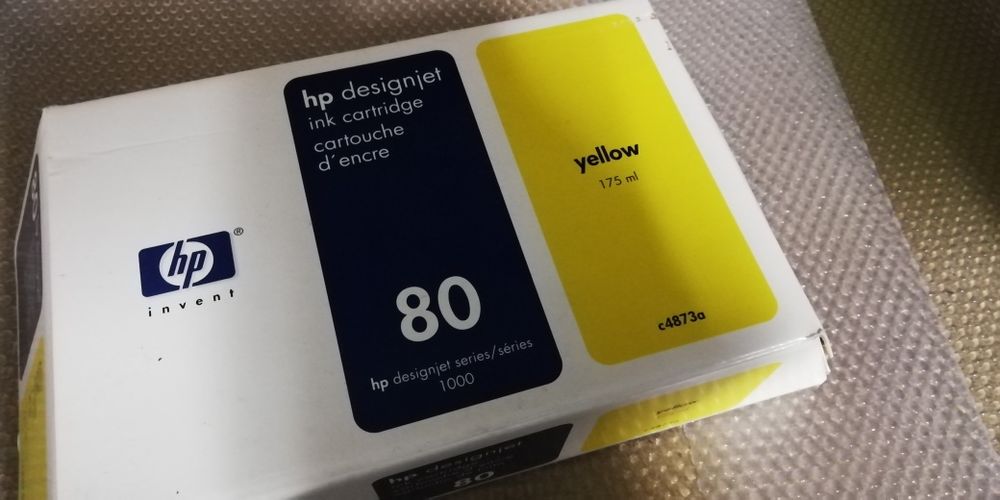 hp
®
invent
hp designjet
ink cartridge
cartouche
d'encre
80
hp designjet series/séries
1000
yellow
175 ml
c4873a
hp designjet
80